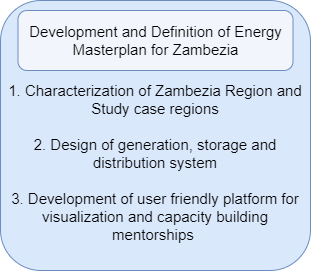 Development and Definition of Energy
Masterplan for Zambezia
1. Characterization of Zambezia Region and
Study case regions
2. Design of generation, storage and
distribution system
3. Development of user friendly platform for
visualization and capacity building
mentorships